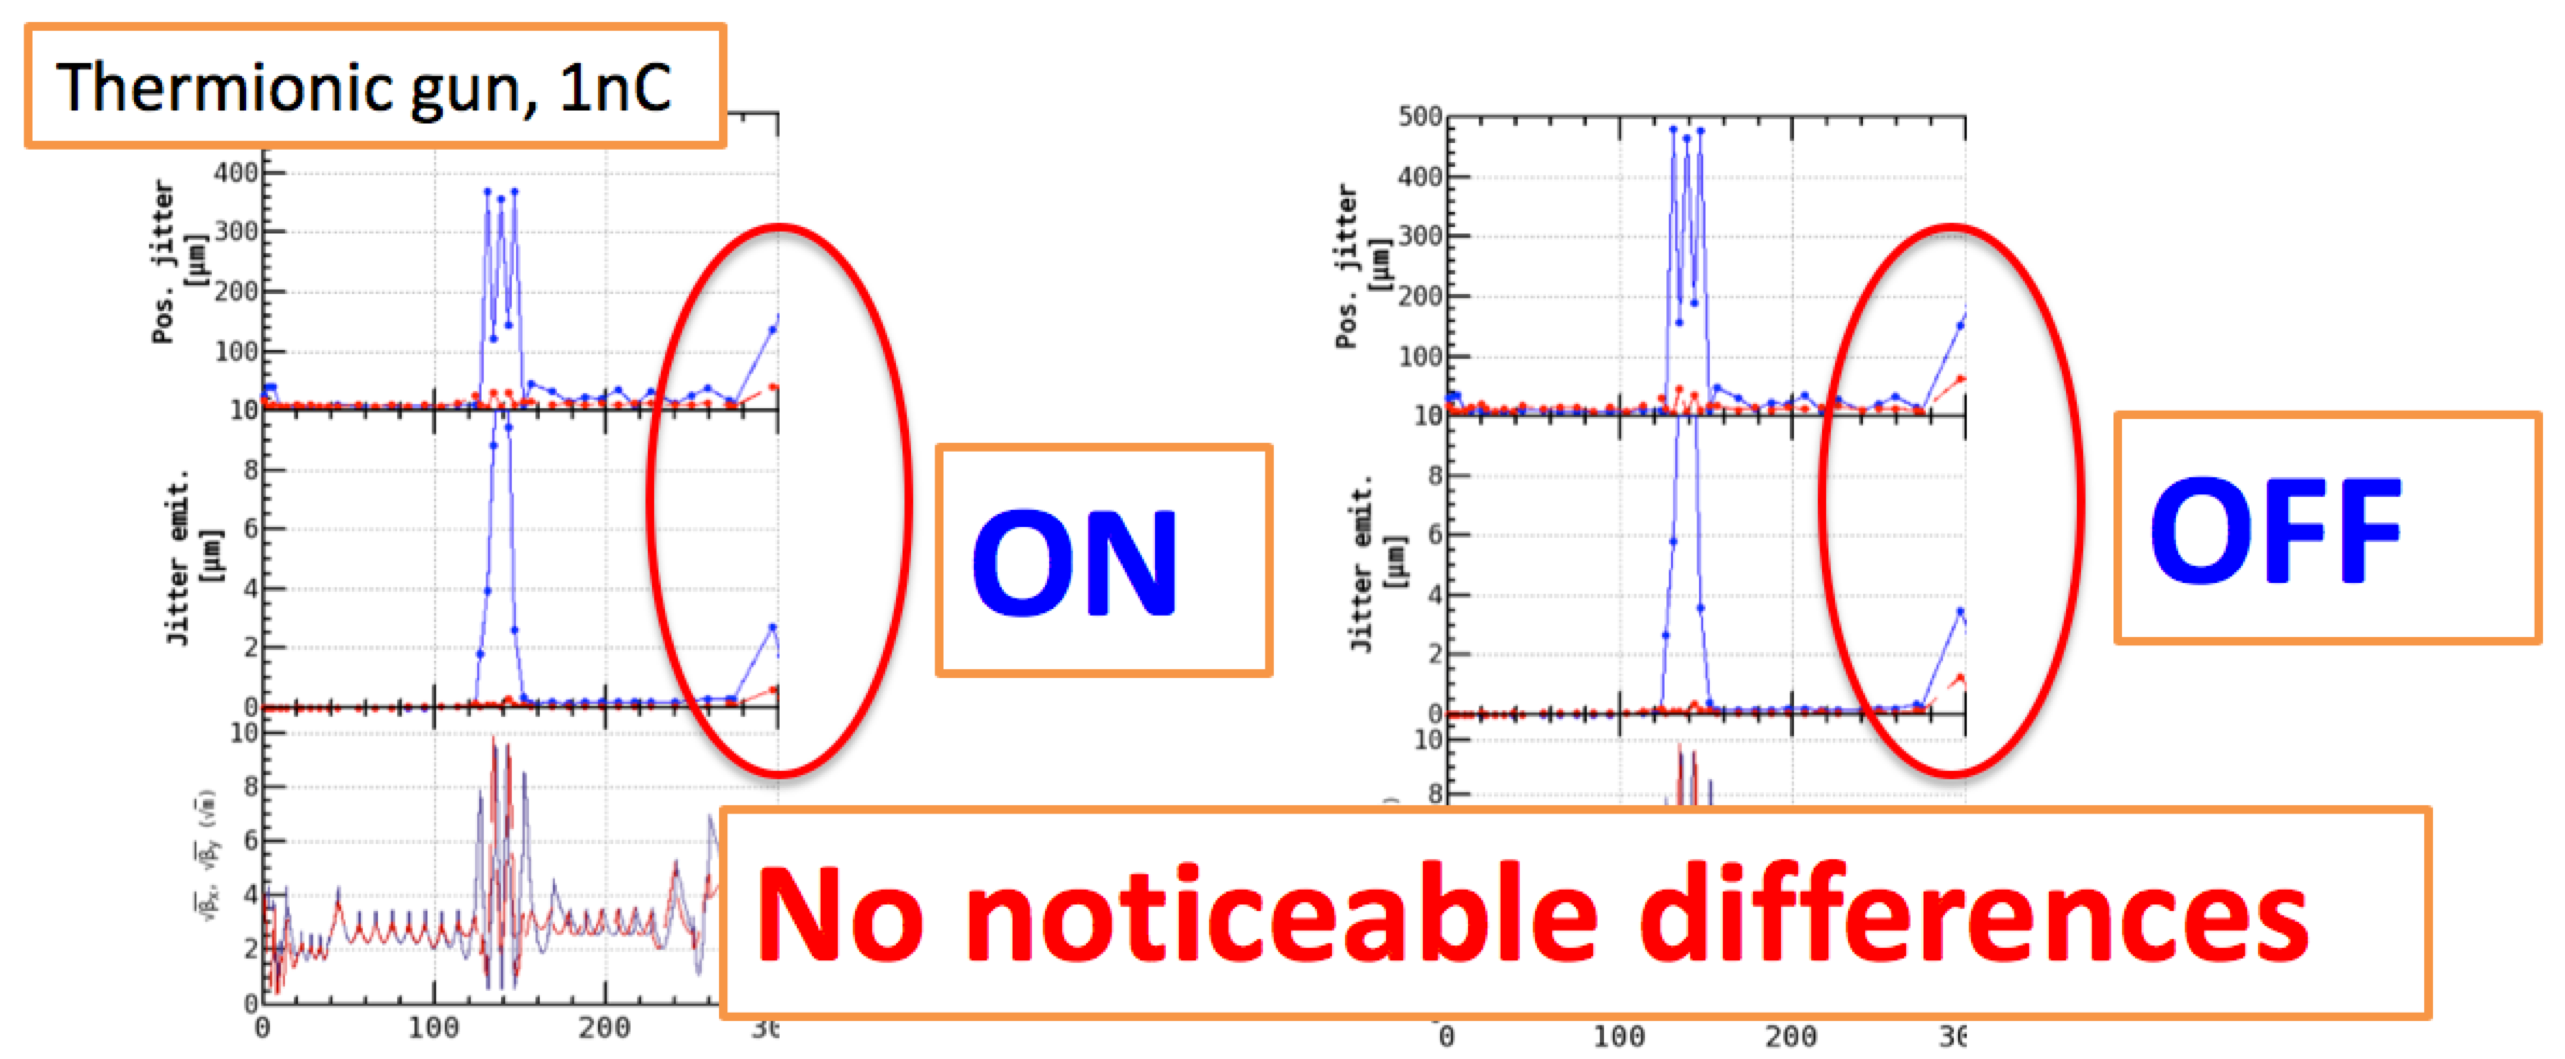 Thermionic gun, 1nC
Pos. jitter
[μm]
400
300
200
100
10
Jitter emit.
[μm]
8
6
4
2
0
√βx, √βy (√m)
10
8
6
4
2
0
0 100 200
ON
Pos. jitter
[μm]
500
400
300
200
100
10
Jitter emit.
[μm]
8
6
4
2
0
10
8
0 100 200
OFF
No noticeable differences